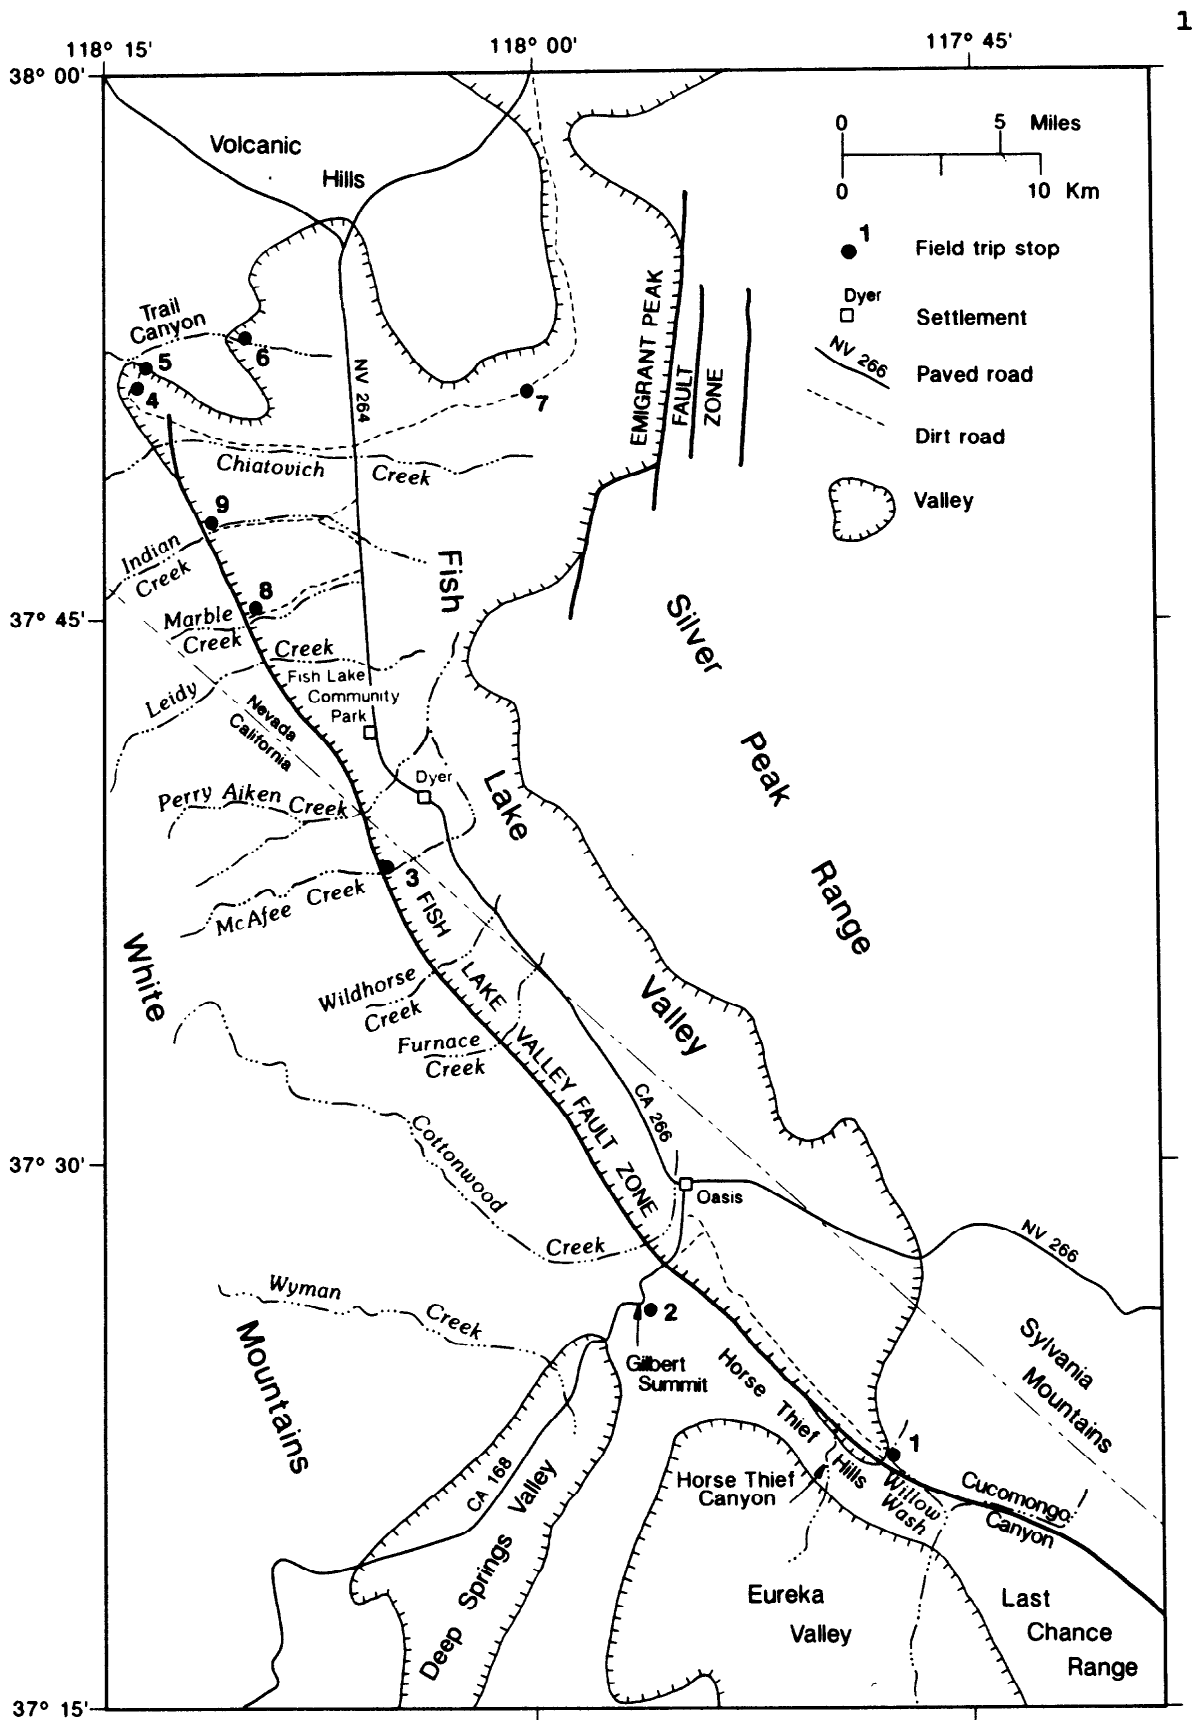 1
118° 15'
118° 00'
117° 45'
38° 00'
0 5 Miles
0 10 Km
1
Field trip stop
Dyer
Settlement
NV 266
Paved road
Dirt road
Valley
Volcanic
Hills
Trail
Canyon
5
4
6
7
NV 264
EMIGRANT PEAK
FAULT
ZONE
Chiatovich Creek
9
Indian
Creek
8
Fish
37° 45'
Marble
Creek
Creek
Leidy
Fish Lake
Community
Park
Nevada
California
Silver
Peak
Range
Dyer
Lake
Perry Aiken Creek
3
McAfee Creek
FISH
LAKE
VALLEY FAULT
ZONE
White
Wildhorse
Creek
Valley
Furnace
Creek
CA 266
Cottonwood
Creek
37° 30'
Oasis
NV 266
Wyman
Creek
Mountains
2
Gilbert
Summit
Horse
Thief
Hills
Sylvania
Mountains
1
CA 168
Horse Thief
Canyon
Willow
Wash
Cucomongo
Canyon
Deep Springs Valley
Eureka
Valley
Last
Chance
Range
37° 15'